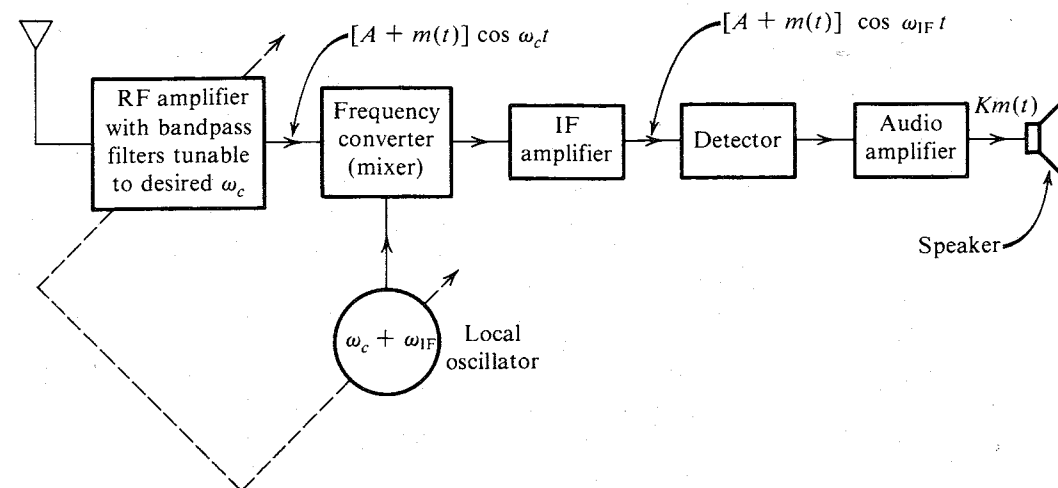 [A + m(t)] cos ω_c t
[A + m(t)] cos ω_IF t
RF amplifier
with bandpass
filters tunable
to desired ω_c
Frequency
converter
(mixer)
IF
amplifier
Detector
Audio
amplifier
Km(t)
Speaker
ω_c + ω_IF
Local
oscillator